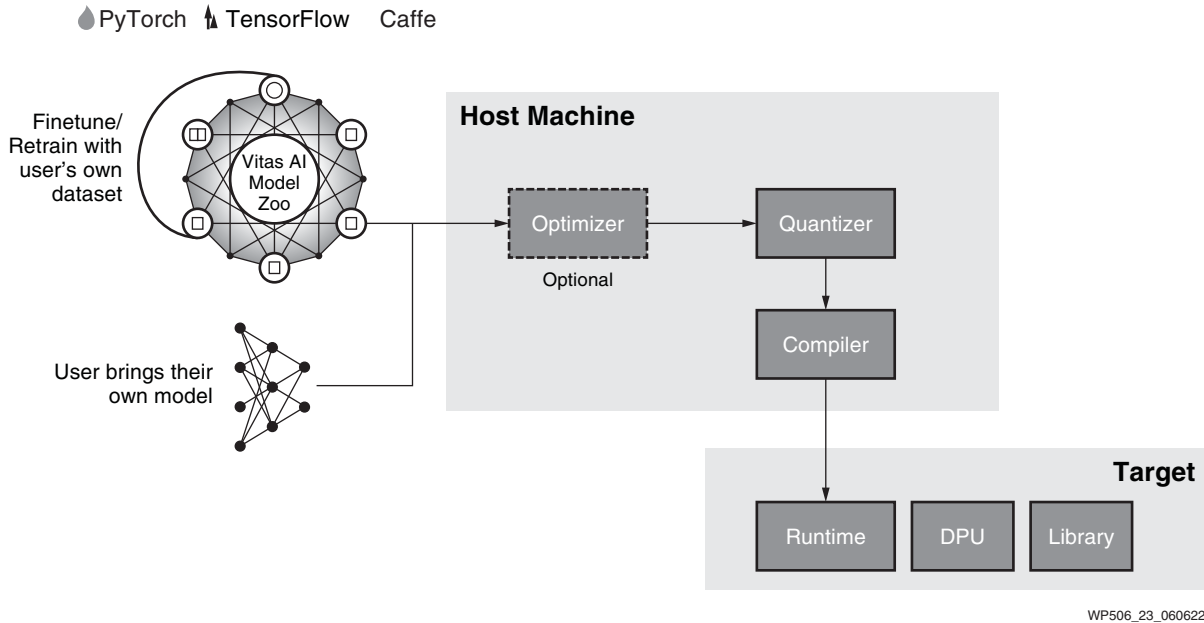 PyTorch TensorFlow Caffe
Finetune/
Retrain with
user's own
dataset
Vitas AI
Model
Zoo
Host Machine
Optimizer
Quantizer
Optional
Compiler
User brings their
own model
Target
Runtime
DPU
Library
WP506_23_060622